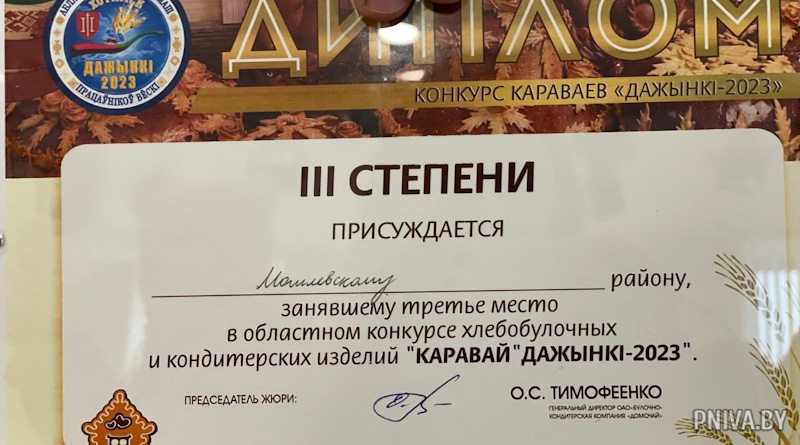 ДАЖЫНКІ
2023
ПРАЦАЎНІКОЎ ВЁСКІ
ДИПЛОМ
КОНКУРС КАРАВАЕВ «ДАЖЫНКІ-2023»
III СТЕПЕНИ
ПРИСУЖДАЕТСЯ
Могилевскому району,
занявшему третье место
в областном конкурсе хлебобулочных
и кондитерских изделий "КАРАВАЙ"ДАЖЫНКІ-2023".
ПРЕДСЕДАТЕЛЬ ЖЮРИ:
О.С. ТИМОФЕЕНКО
ГЕНЕРАЛЬНЫЙ ДИРЕКТОР ОАО«БУЛОЧНО-
КОНДИТЕРСКАЯ КОМПАНИЯ «ДОМОЧАЙ»
PNIVA.BY